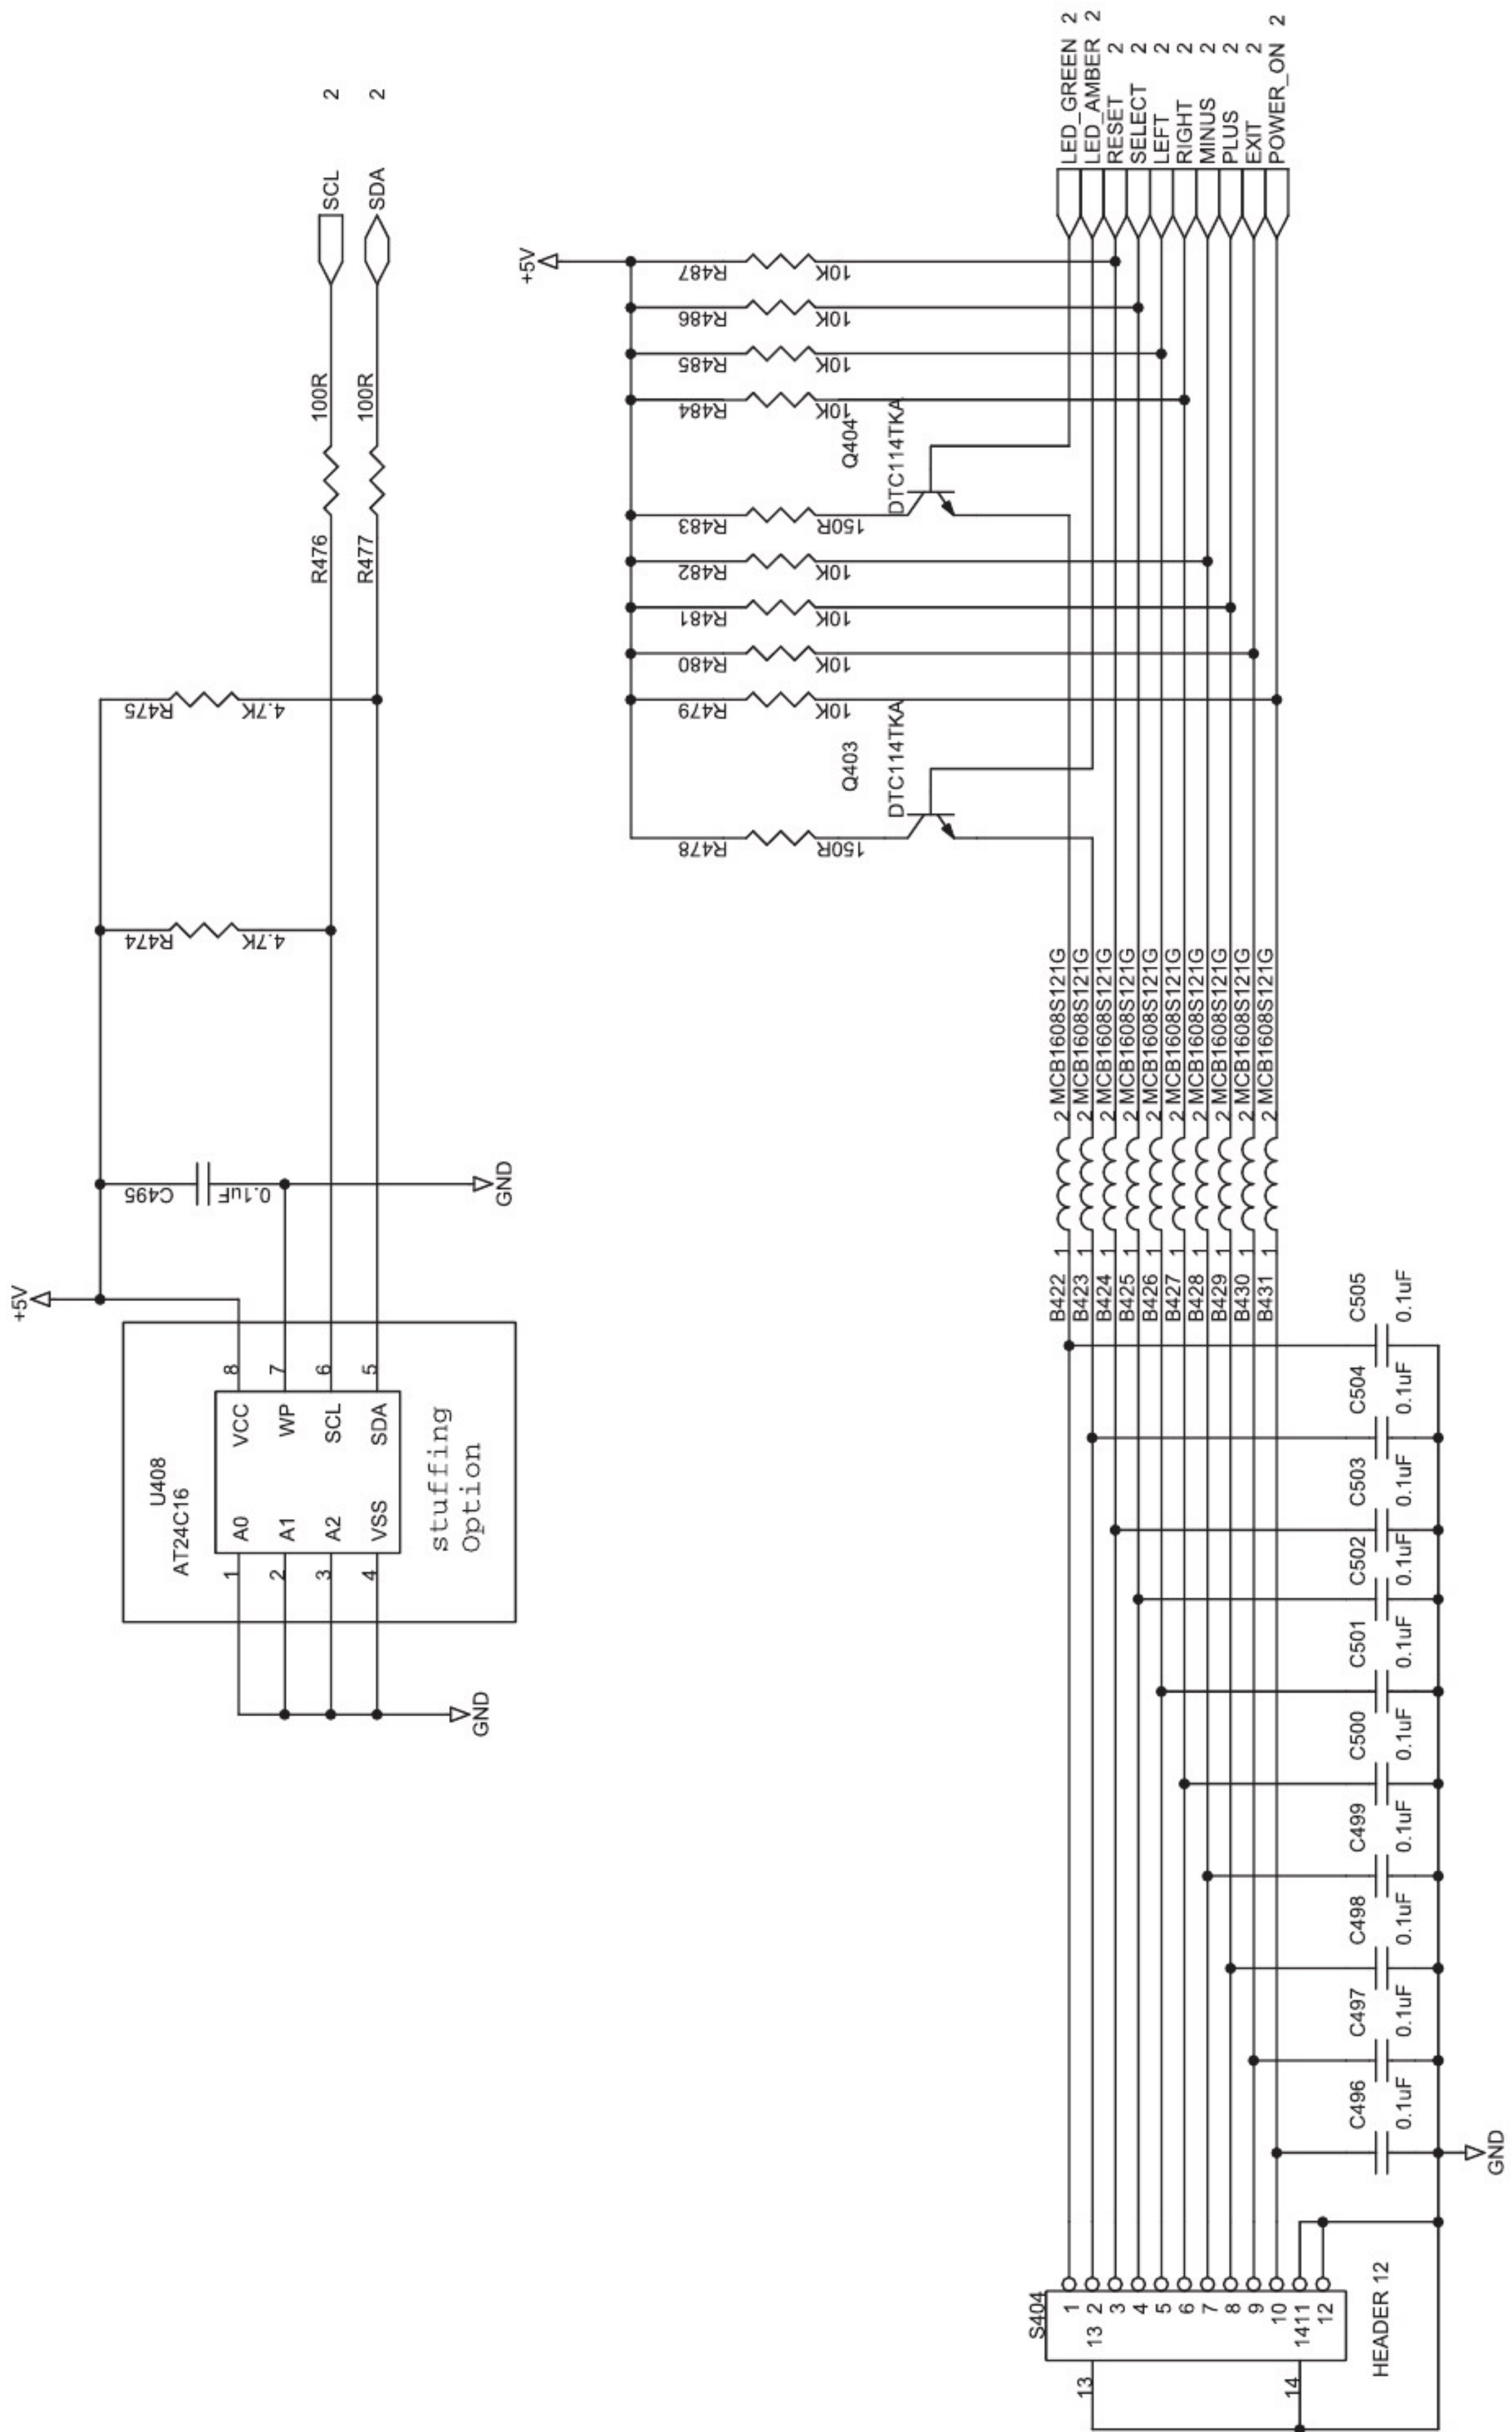 +5V
U408
AT24C16
1 A0 VCC 8
2 A1 WP 7
3 A2 SCL 6
4 VSS SDA 5
stuffing
Option
GND
C495
0.1uF
GND
R474
4.7K
R475
4.7K
R476 100R SCL 2
R477 100R SDA 2
+5V
R478
150R
R479
10K
R480
10K
R481
10K
R482
10K
R483
150R
R484
10K
R485
10K
R486
10K
R487
10K
Q403
DTC114TKA
Q404
DTC114TKA
S404
1
13 2
3
4
5
6
7
8
9
10
1411
12
13
14
HEADER 12
B422 1 2 MCB1608S121G LED_GREEN 2
B423 1 2 MCB1608S121G LED_AMBER 2
B424 1 2 MCB1608S121G RESET 2
B425 1 2 MCB1608S121G SELECT 2
B426 1 2 MCB1608S121G LEFT 2
B427 1 2 MCB1608S121G RIGHT 2
B428 1 2 MCB1608S121G MINUS 2
B429 1 2 MCB1608S121G PLUS 2
B430 1 2 MCB1608S121G EXIT 2
B431 1 2 MCB1608S121G POWER_ON 2
C496
0.1uF
C497
0.1uF
C498
0.1uF
C499
0.1uF
C500
0.1uF
C501
0.1uF
C502
0.1uF
C503
0.1uF
C504
0.1uF
C505
0.1uF
GND